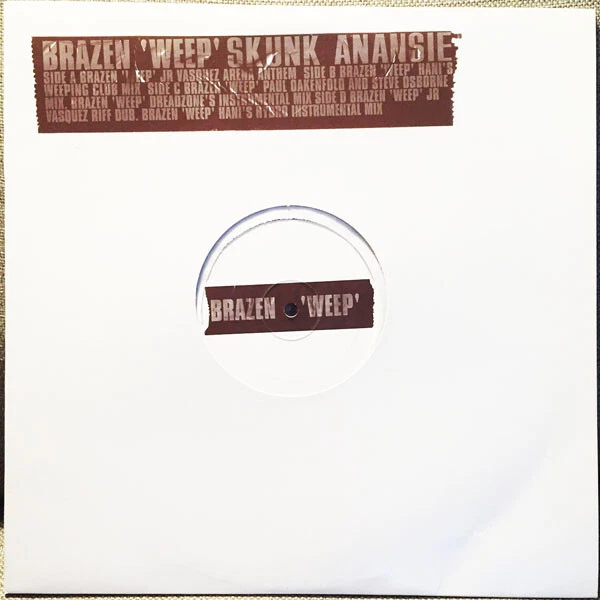 BRAZEN 'WEEP' SKUNK ANANSIE
SIDE A BRAZEN 'WEEP' JR VASQUEZ ARENA ANTHEM SIDE B BRAZEN 'WEEP' HANI'S
WEEPING CLUB MIX SIDE C BRAZEN 'WEEP' PAUL OAKENFOLD AND STEVE OSBORNE
MIX. BRAZEN 'WEEP' DREADZONE'S INSTRUMENTAL MIX SIDE D BRAZEN 'WEEP' JR
VASQUEZ RIFF DUB. BRAZEN 'WEEP' HANI'S INSTRUMENTAL MIX
BRAZEN 'WEEP'